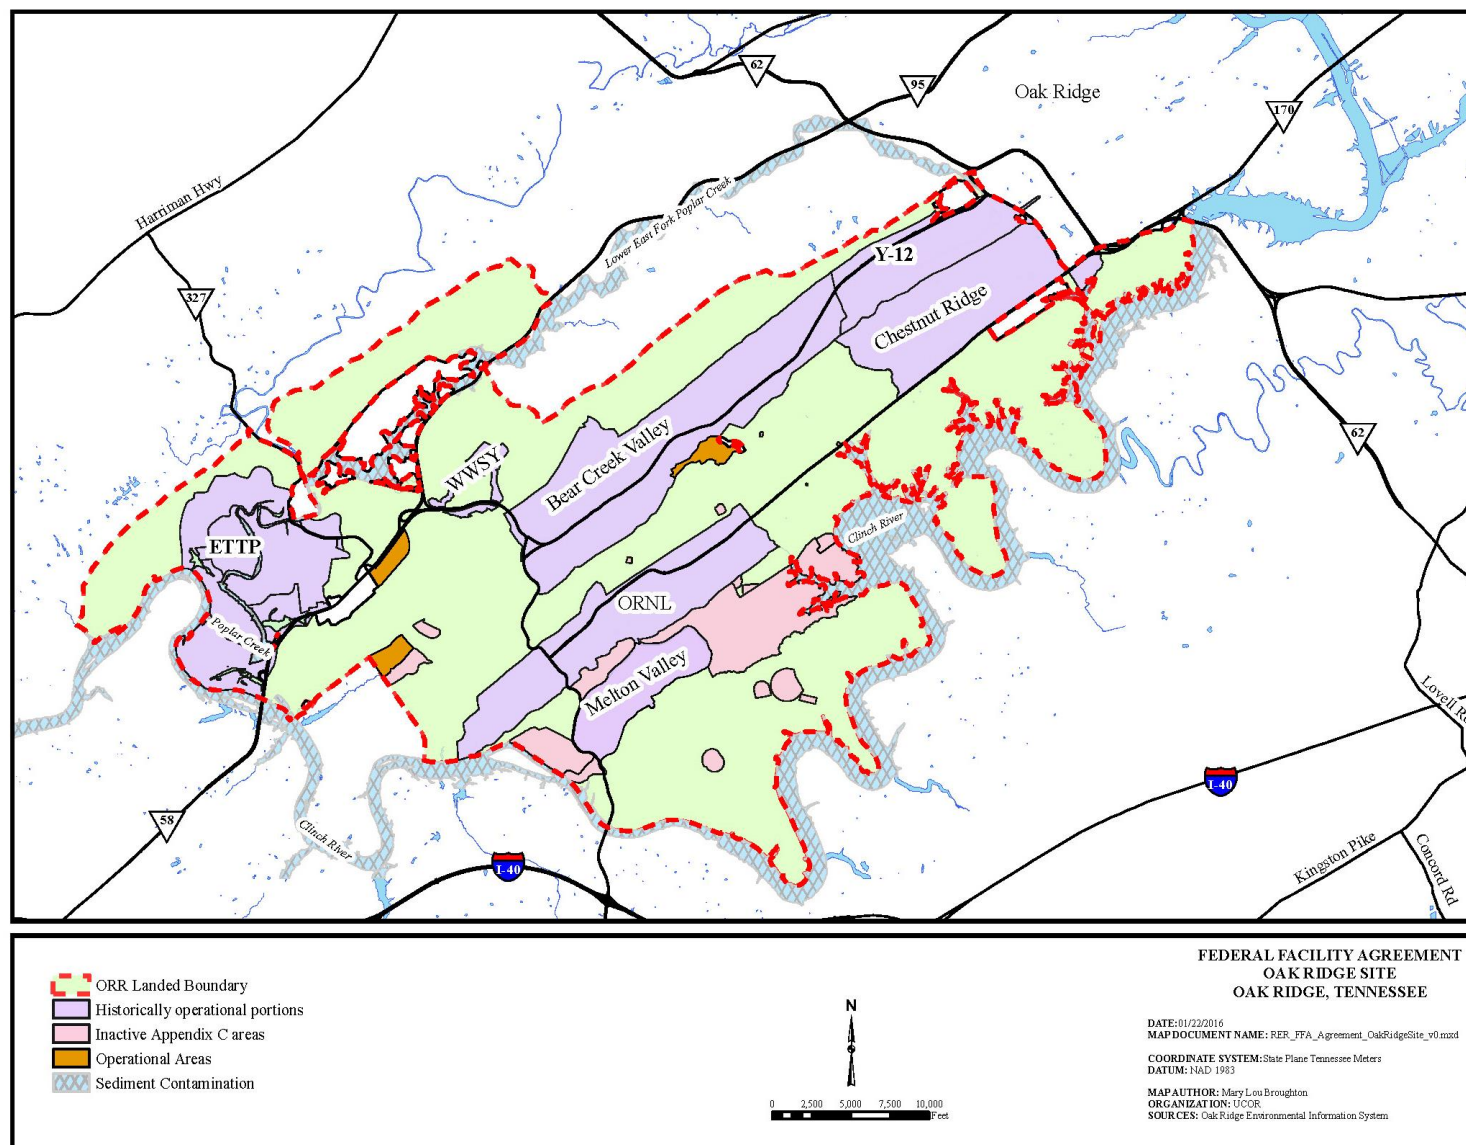 62
95
Oak Ridge
170
Harriman Hwy
Lower East Fork Poplar Creek
327
Y-12
Chestnut Ridge
62
WWSY
Bear Creek Valley
Clinch River
ETTP
ORNL
Poplar Creek
Melton Valley
Lovell Rd
I-40
58
Clinch River
I-40
Kingston Pike
Concord Rd
ORR Landed Boundary
Historically operational portions
Inactive Appendix C areas
Operational Areas
Sediment Contamination
N
0 2,500 5,000 7,500 10,000
Feet
FEDERAL FACILITY AGREEMENT
OAK RIDGE SITE
OAK RIDGE, TENNESSEE
DATE: 01/22/2016
MAP DOCUMENT NAME: RER_FFA_Agreement_OakRidgeSite_v0.mxd
COORDINATE SYSTEM: State Plane Tennessee Meters
DATUM: NAD 1983
MAP AUTHOR: Mary Lou Broughton
ORGANIZATION: UCOR
SOURCES: Oak Ridge Environmental Information System